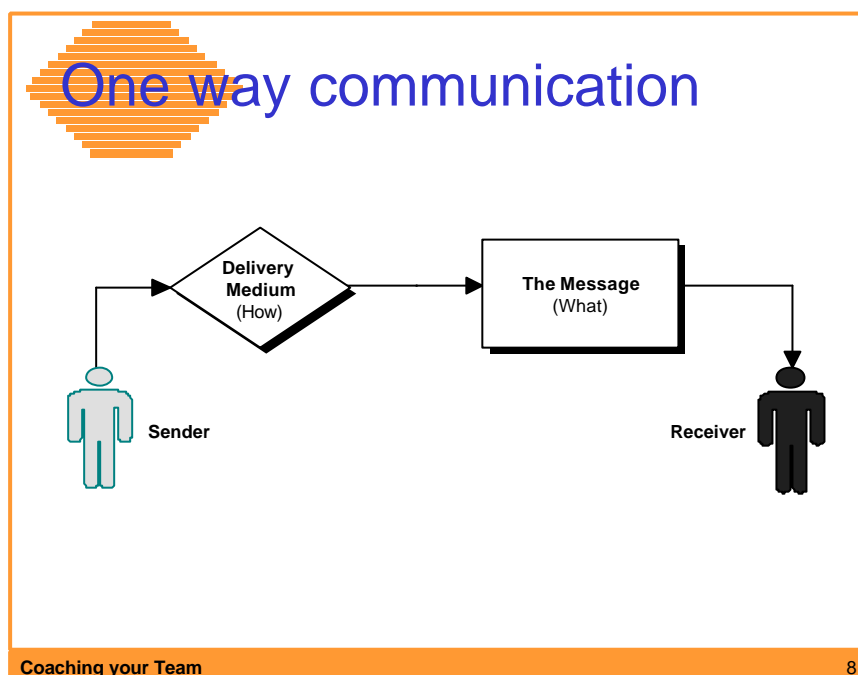 One way communication
Delivery
Medium
(How)
The Message
(What)
Sender
Receiver
Coaching your Team
8